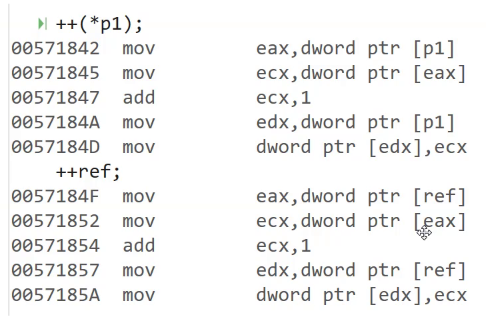 ++(*p1);
00571842 mov eax,dword ptr [p1]
00571845 mov ecx,dword ptr [eax]
00571847 add ecx,1
0057184A mov edx,dword ptr [p1]
0057184D mov dword ptr [edx],ecx
++ref;
0057184F mov eax,dword ptr [ref]
00571852 mov ecx,dword ptr [eax]
00571854 add ecx,1
00571857 mov edx,dword ptr [ref]
0057185A mov dword ptr [edx],ecx